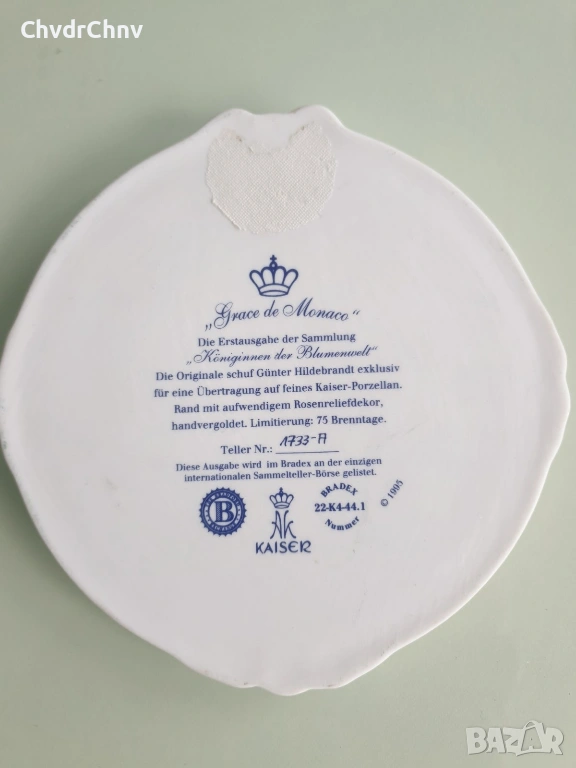 ChvdrChnv
„Grace de Monaco“
Die Erstausgabe der Sammlung
„Königinnen der Blumenwelt“
Die Originale schuf Günter Hildebrandt exklusiv
für eine Übertragung auf feines Kaiser-Porzellan.
Rand mit aufwendigem Rosenreliefdekor,
handvergoldet. Limitierung: 75 Brenntage.
Teller Nr.: 1733-A
Diese Ausgabe wird im Bradex an der einzigen
internationalen Sammelteller-Börse gelistet.
B
KAISER
BRADEX
22-K4-44.1
Nummer
© 1995
BAZAR